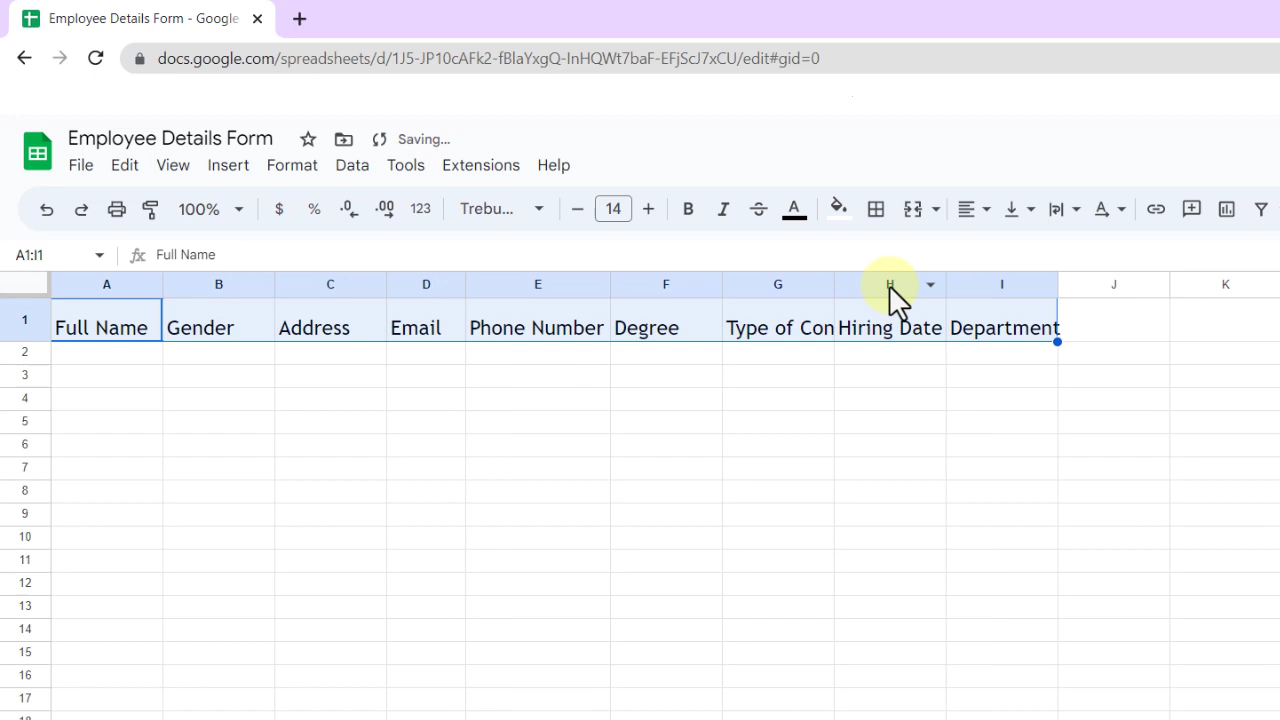 Employee Details Form - Google
docs.google.com/spreadsheets/d/1J5-JP10cAFk2-fBlaYxgQ-InHQWt7baF-EFjScJ7xCU/edit#gid=0
Employee Details Form Saving...
File Edit View Insert Format Data Tools Extensions Help
100% $ % .0 .00 123 Trebu... 14 B I S A A
A1:I1 fx Full Name
A B C D E F G H I J K
1 Full Name Gender Address Email Phone Number Degree Type of Con Hiring Date Department
2
3
4
5
6
7
8
9
10
11
12
13
14
15
16
17
18